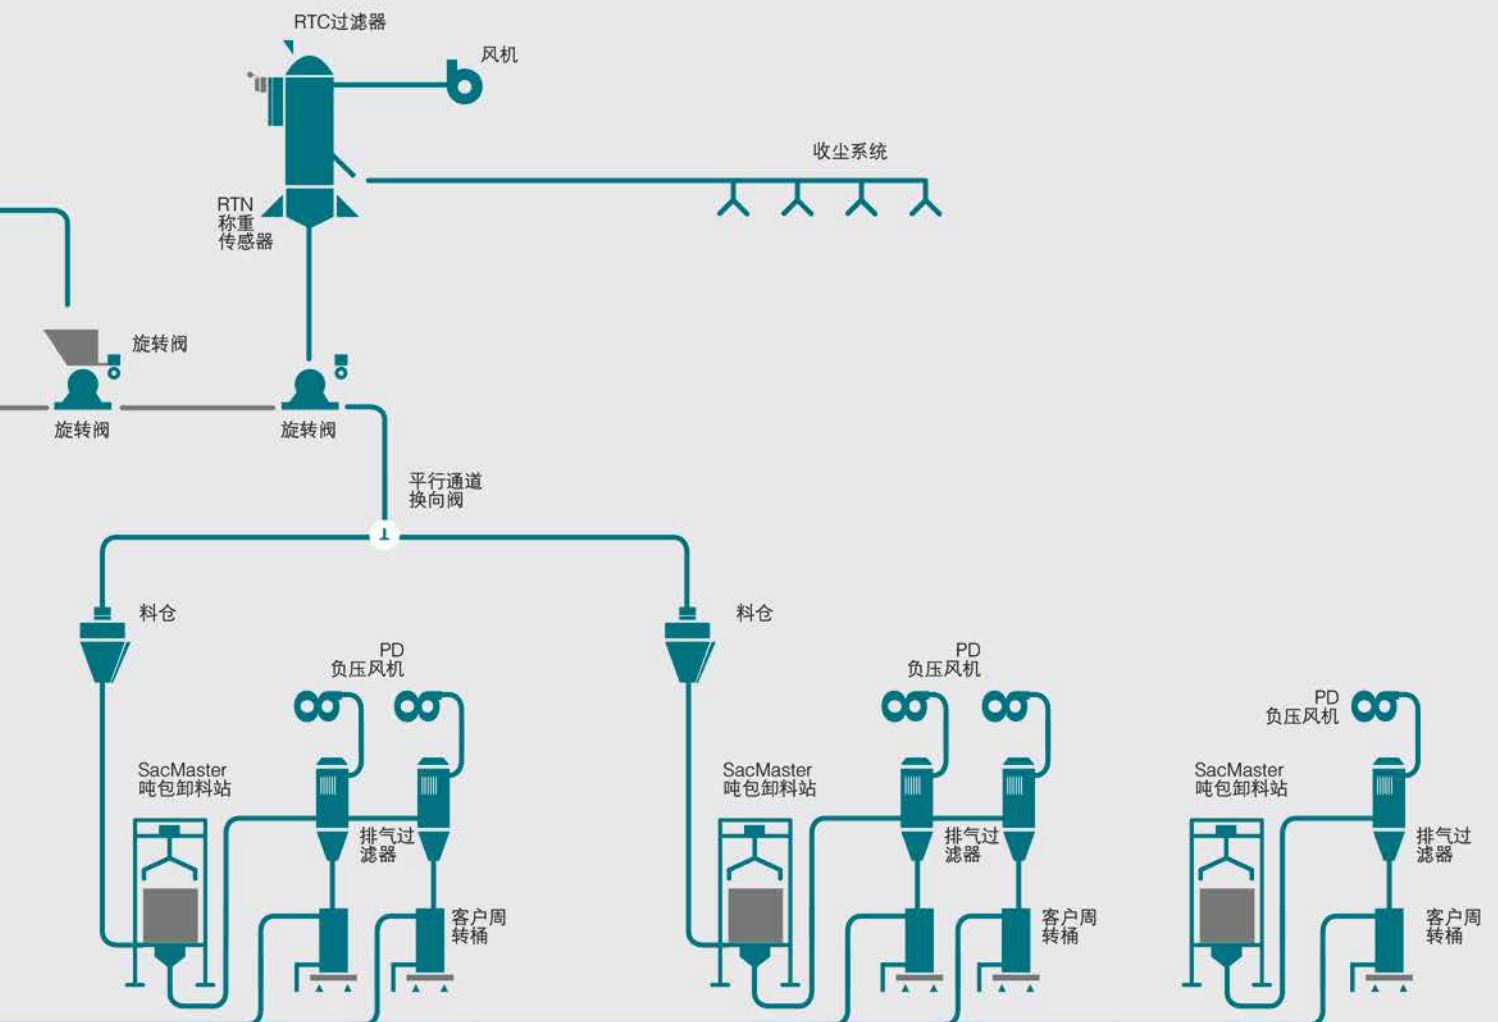 RTC过滤器
风机
收尘系统
RTN
称重
传感器
旋转阀
旋转阀
旋转阀
平行通道
换向阀
料仓
料仓
PD
负压风机
PD
负压风机
PD
负压风机
SacMaster
吨包卸料站
SacMaster
吨包卸料站
SacMaster
吨包卸料站
排气过
滤器
排气过
滤器
排气过
滤器
客户周
转桶
客户周
转桶
客户周
转桶